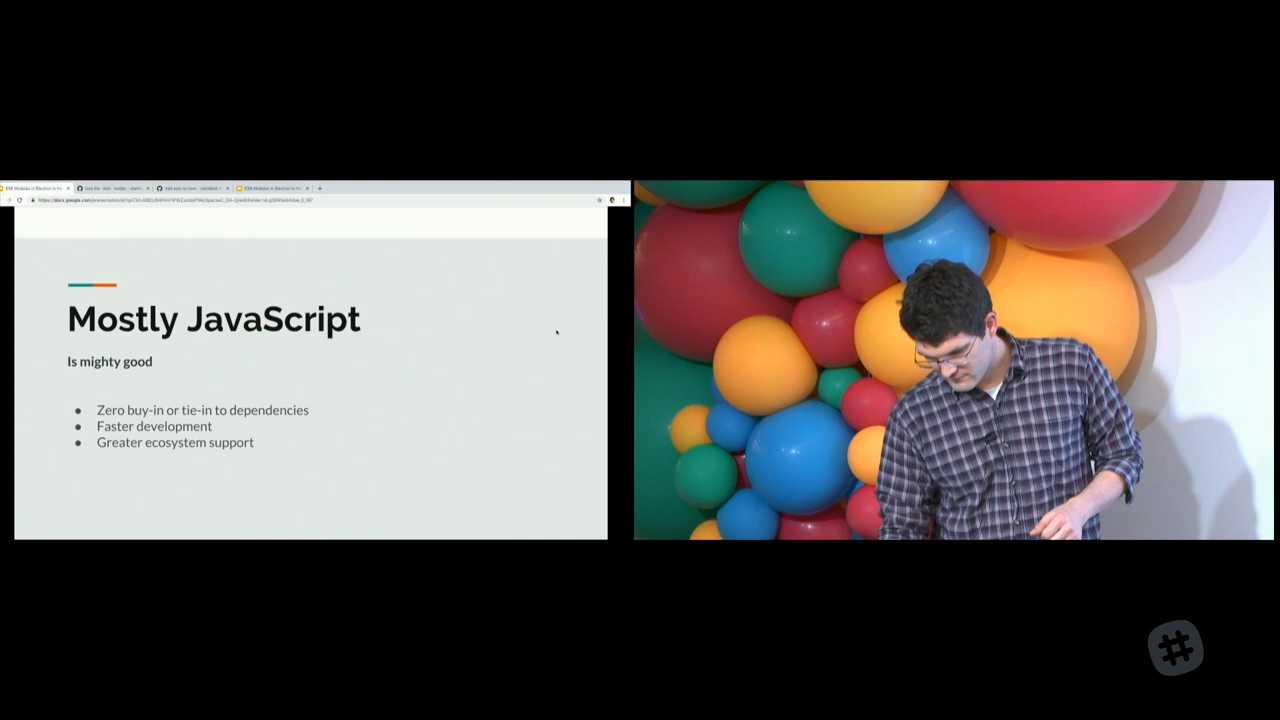 Mostly JavaScript
Is mighty good
● Zero buy-in or tie-in to dependencies
● Faster development
● Greater ecosystem support